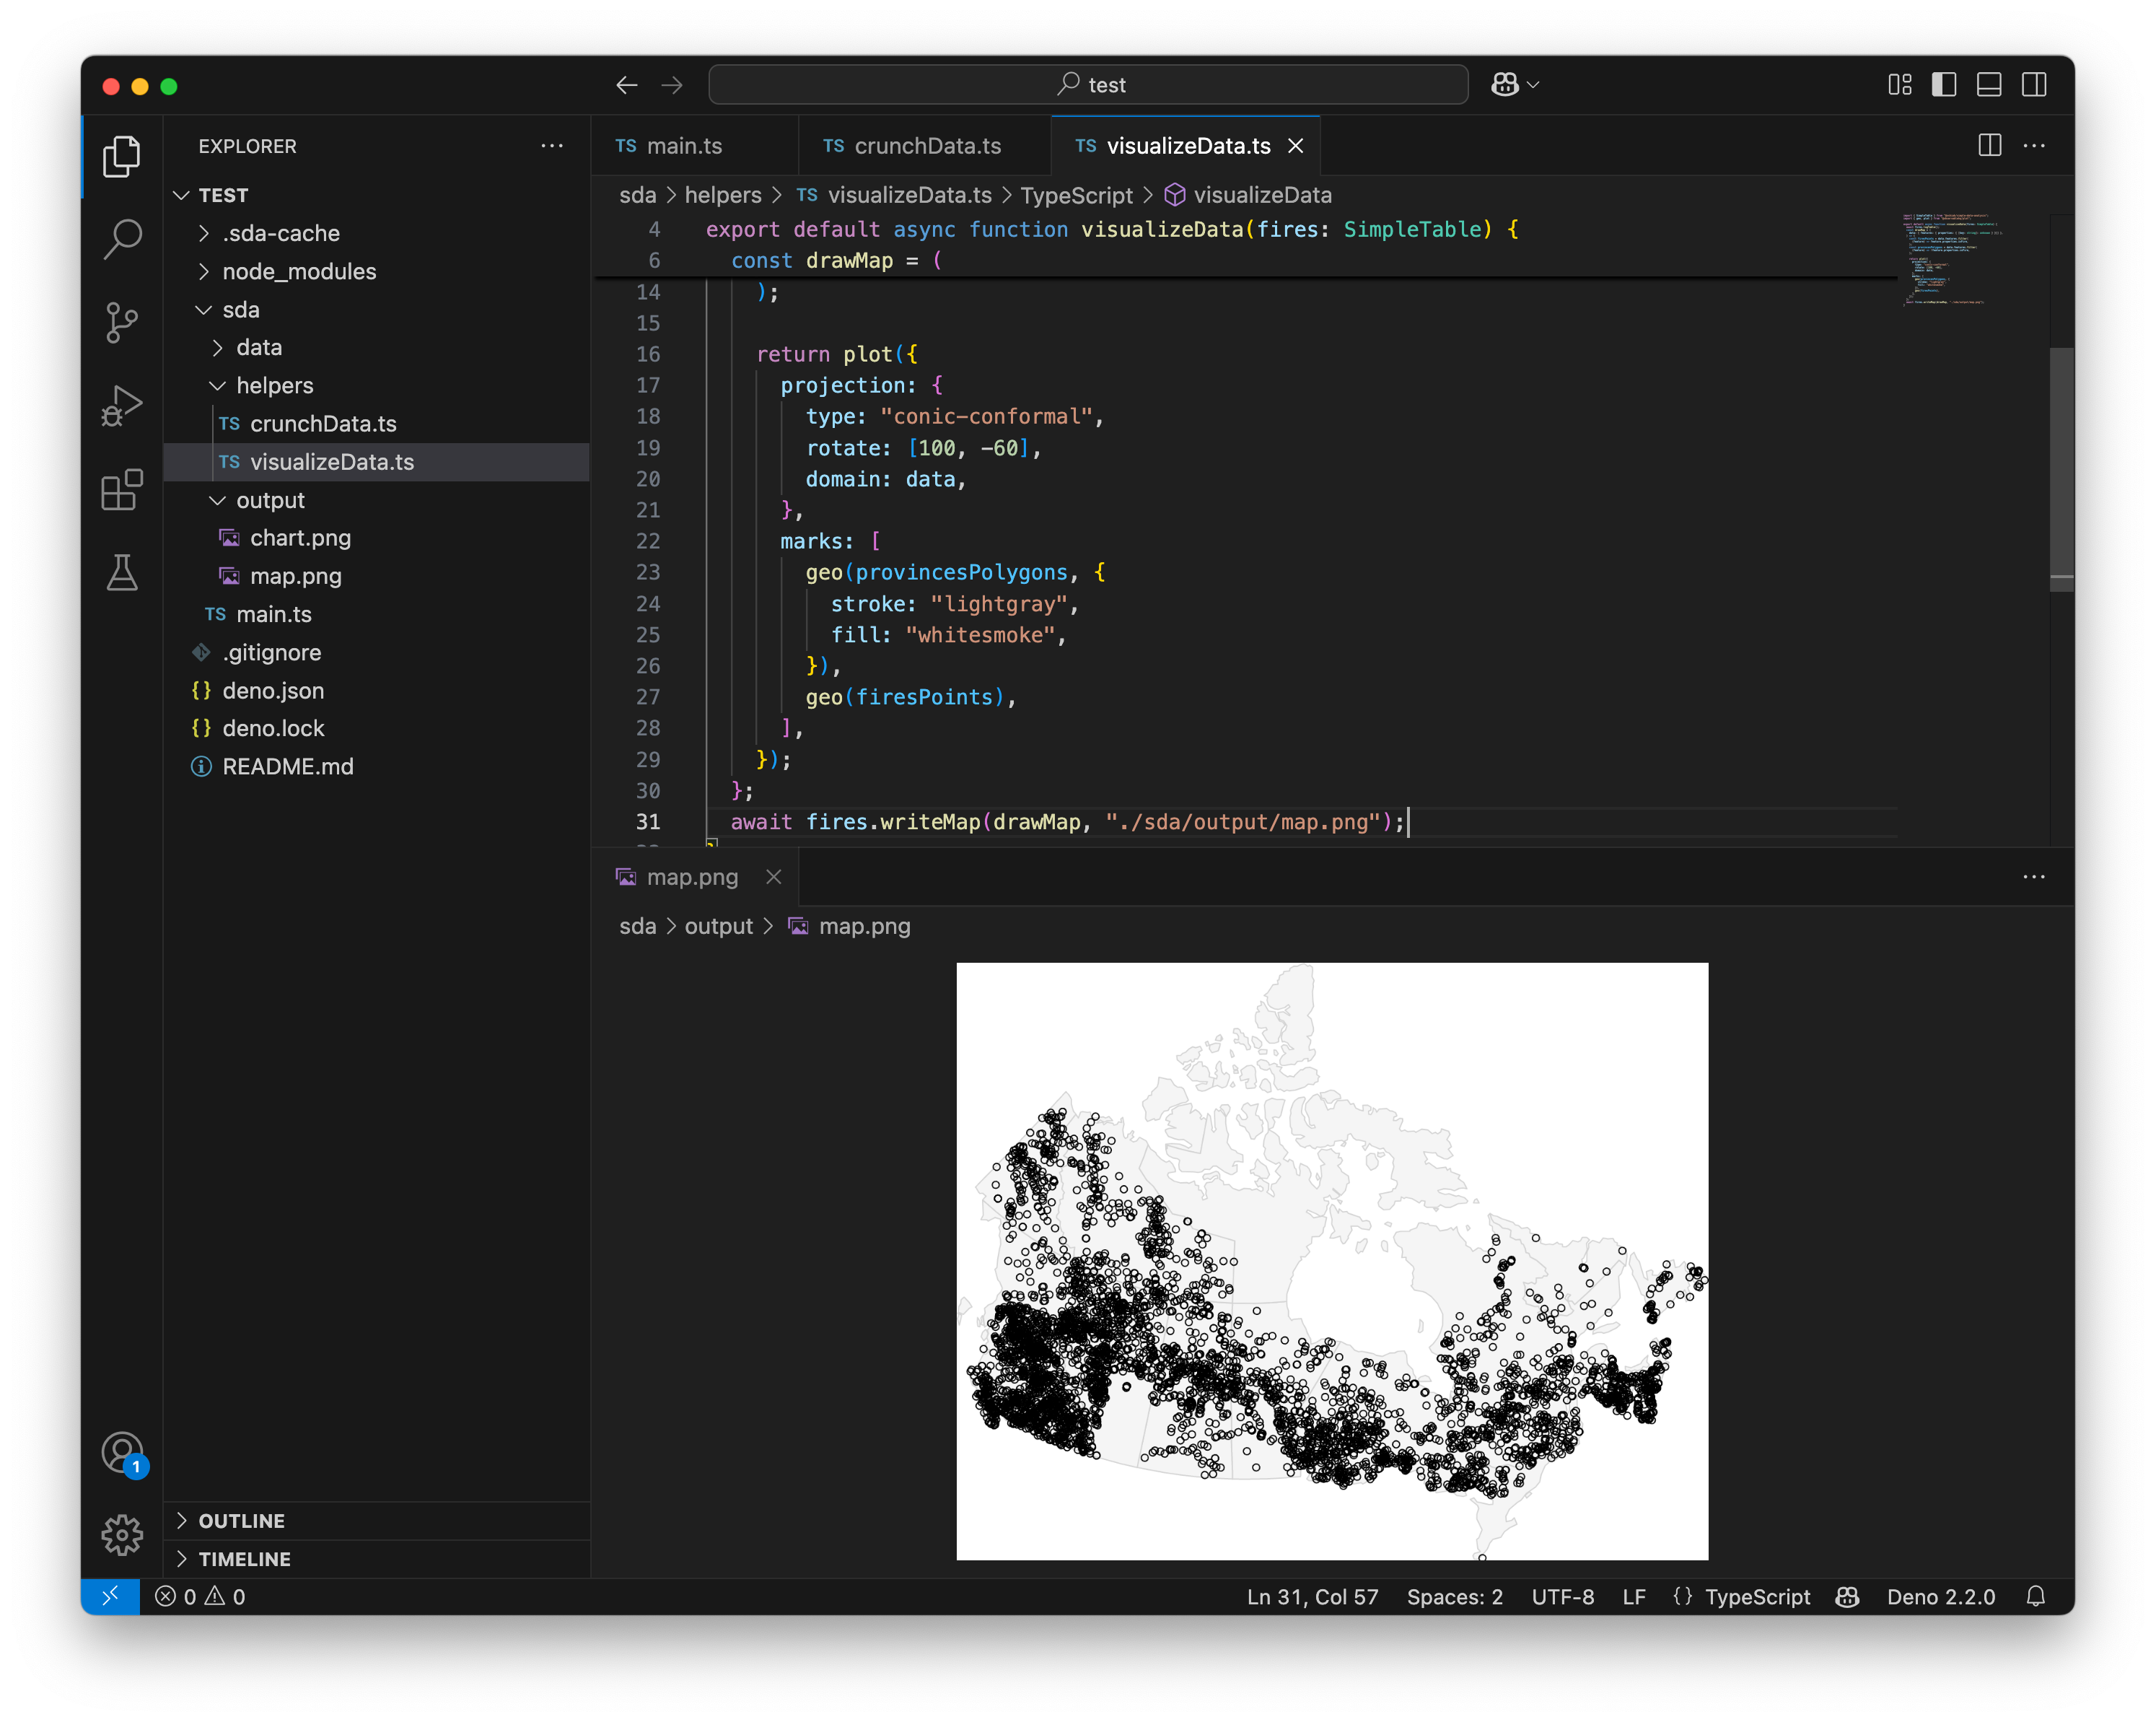 test
EXPLORER
TEST
.sda-cache
node_modules
sda
data
helpers
TS crunchData.ts
TS visualizeData.ts
output
chart.png
map.png
TS main.ts
.gitignore
{} deno.json
{} deno.lock
README.md
OUTLINE
TIMELINE
1
TS main.ts
TS crunchData.ts
TS visualizeData.ts
sda > helpers > TS visualizeData.ts > TypeScript > visualizeData
4 export default async function visualizeData(fires: SimpleTable) {
6 const drawMap = (
14 );
15
16 return plot({
17 projection: {
18 type: "conic-conformal",
19 rotate: [100, -60],
20 domain: data,
21 },
22 marks: [
23 geo(provincesPolygons, {
24 stroke: "lightgray",
25 fill: "whitesmoke",
26 }),
27 geo(firesPoints),
28 ],
29 });
30 };
31 await fires.writeMap(drawMap, "./sda/output/map.png");
map.png
sda > output > map.png
0 0
Ln 31, Col 57 Spaces: 2 UTF-8 LF {} TypeScript Deno 2.2.0